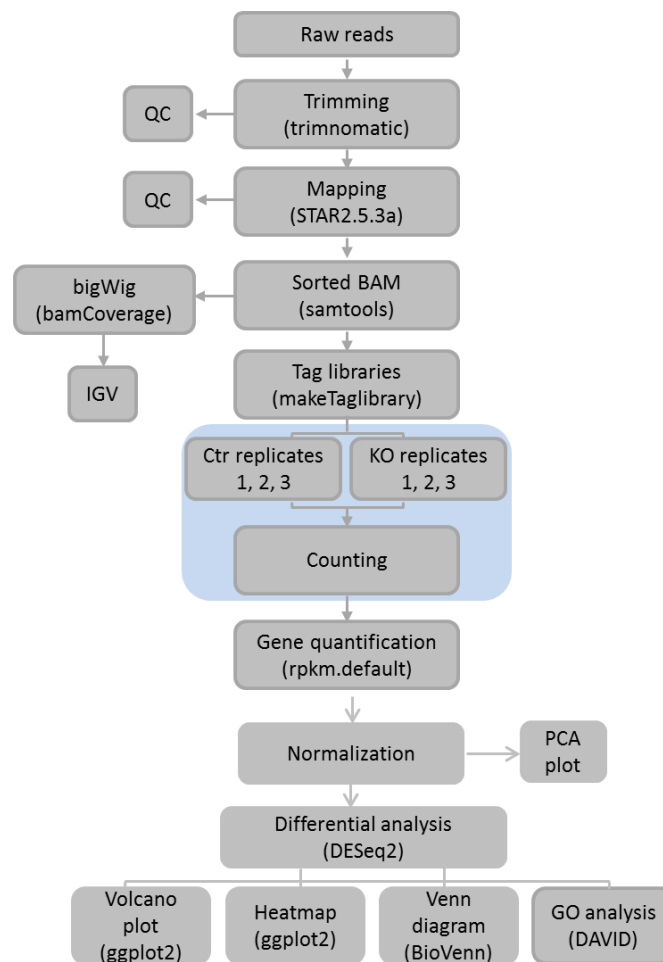 Raw reads
Trimming
(trimnomatic)
QC
Mapping
(STAR2.5.3a)
QC
Sorted BAM
(samtools)
bigWig
(bamCoverage)
IGV
Tag libraries
(makeTaglibrary)
Ctr replicates
1, 2, 3
KO replicates
1, 2, 3
Counting
Gene quantification
(rpkm.default)
Normalization
PCA
plot
Differential analysis
(DESeq2)
Volcano
plot
(ggplot2)
Heatmap
(ggplot2)
Venn
diagram
(BioVenn)
GO analysis
(DAVID)